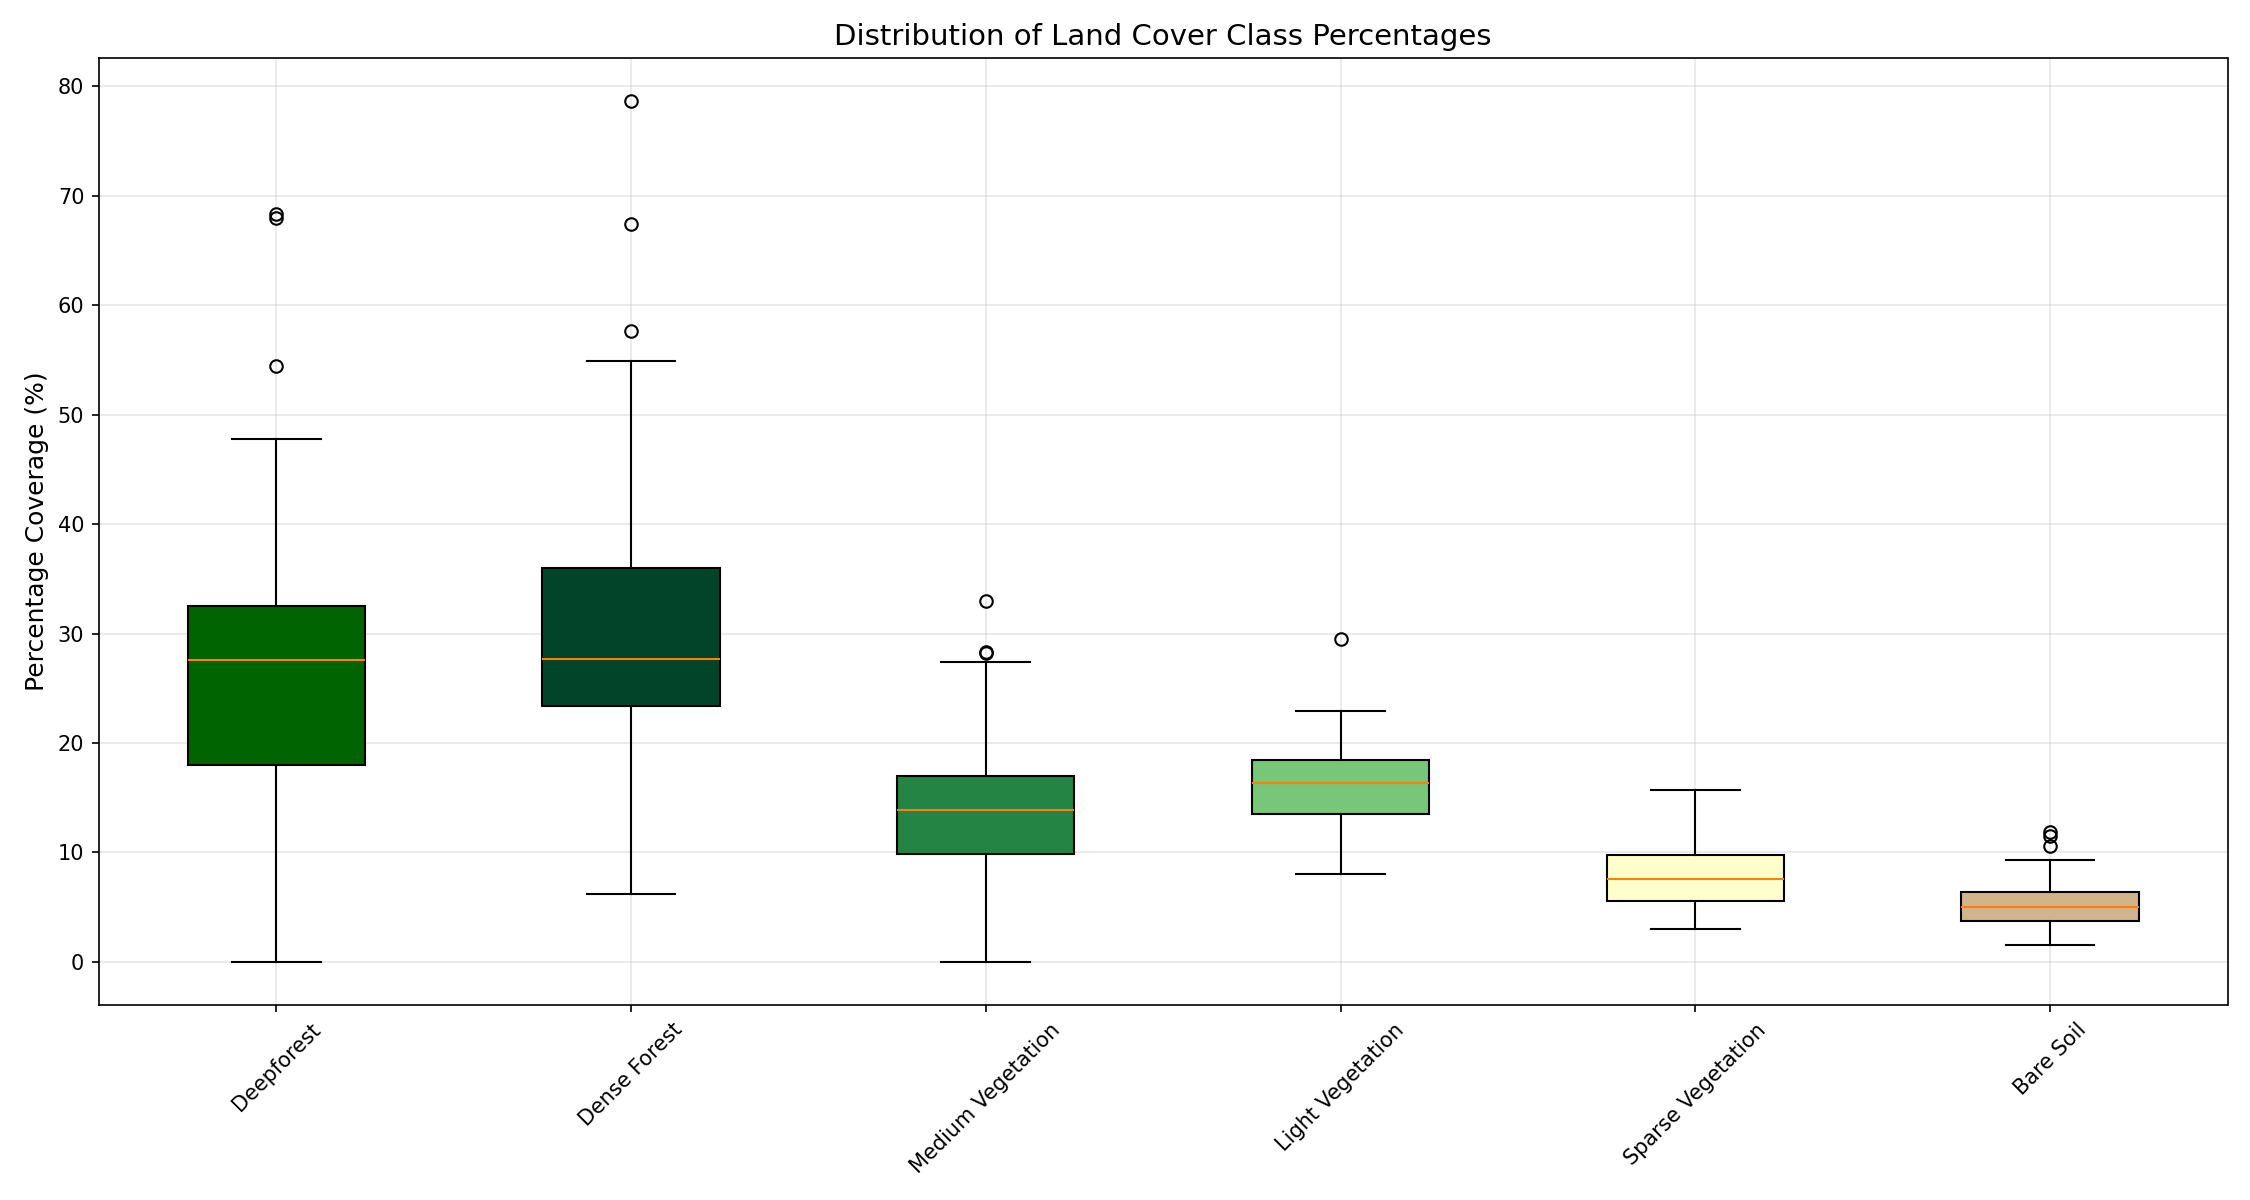 Distribution of Land Cover Class Percentages
Percentage Coverage (%)
80
70
60
50
40
30
20
10
0
Deepforest
Dense Forest
Medium Vegetation
Light Vegetation
Sparse Vegetation
Bare Soil